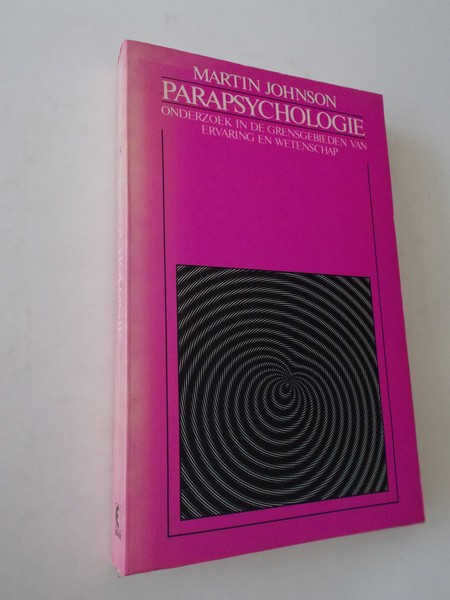 MARTIN JOHNSON
PARAPSYCHOLOGIE
ONDERZOEK IN DE GRENSGEBIEDEN VAN
ERVARING EN WETENSCHAP